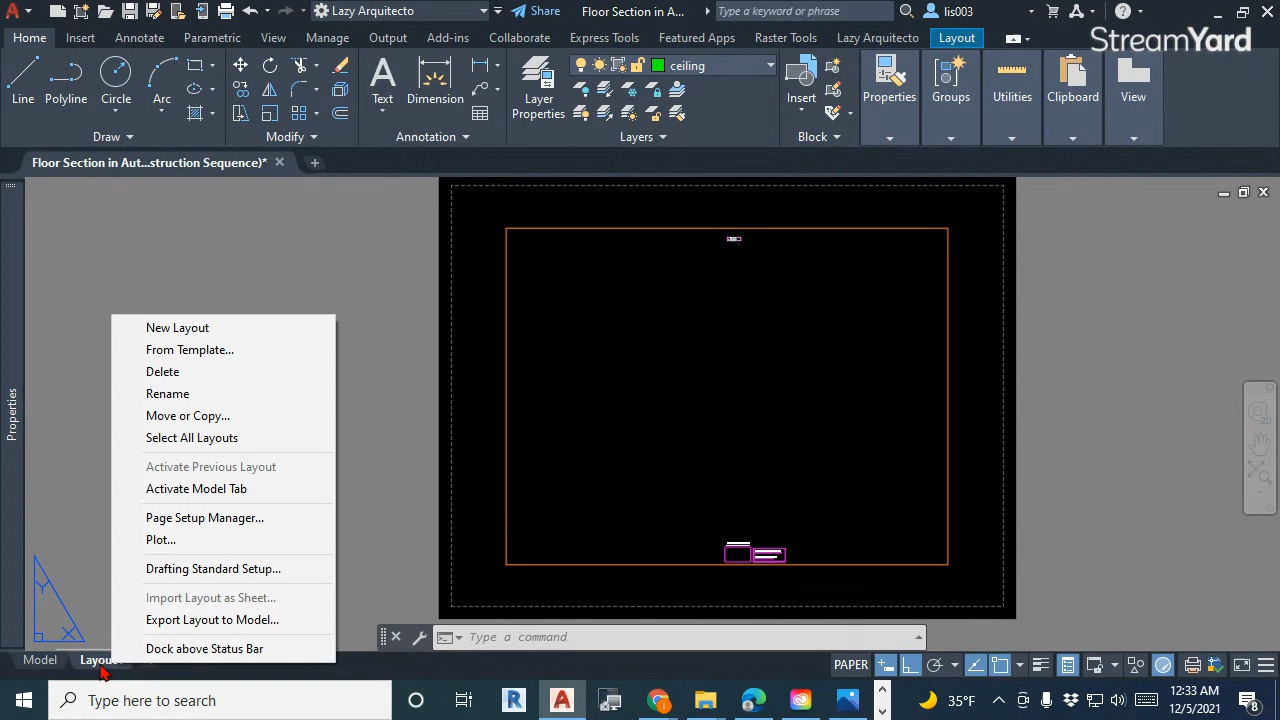 Lazy Arquitecto
Share
Floor Section in A...
Type a keyword or phrase
lis003
Home Insert Annotate Parametric View Manage Output Add-ins Collaborate Express Tools Featured Apps Raster Tools Lazy Arquitecto Layout
StreamYard
ceiling
Line Polyline Circle Arc Text Dimension Layer Properties Insert Properties Groups Utilities Clipboard View
Draw Modify Annotation Layers Block
Floor Section in Aut...struction Sequence)*
Properties
New Layout
From Template...
Delete
Rename
Move or Copy...
Select All Layouts
Activate Previous Layout
Activate Model Tab
Page Setup Manager...
Plot...
Drafting Standard Setup...
Import Layout as Sheet...
Export Layout to Model...
Dock above Status Bar
Y
X
Type a command
Model
Layou
PAPER
Type here to search
35°F
12:33 AM
12/5/2021
8